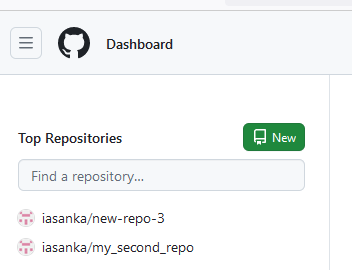 Dashboard
Top Repositories
New
Find a repository...
iasanka/new-repo-3
iasanka/my_second_repo